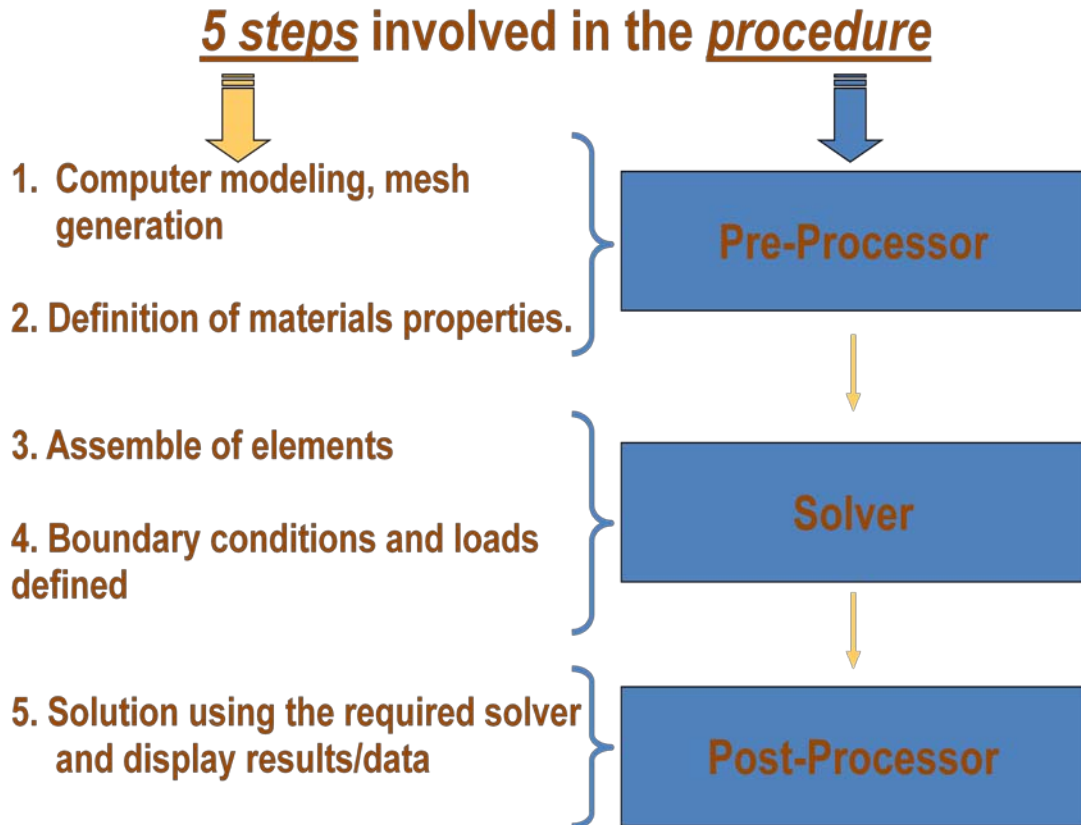 5 steps involved in the procedure
1. Computer modeling, mesh
generation
Pre-Processor
2. Definition of materials properties.
3. Assemble of elements
Solver
4. Boundary conditions and loads
defined
5. Solution using the required solver
and display results/data
Post-Processor